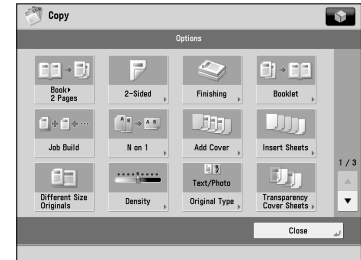 Copy
Options
Book▸
2 Pages
2-Sided
Finishing
Booklet
Job Build
N on 1
Add Cover
Insert Sheets
1 / 3
Different Size
Originals
Density
Text/Photo
Original Type
Transparency
Cover Sheets
Close